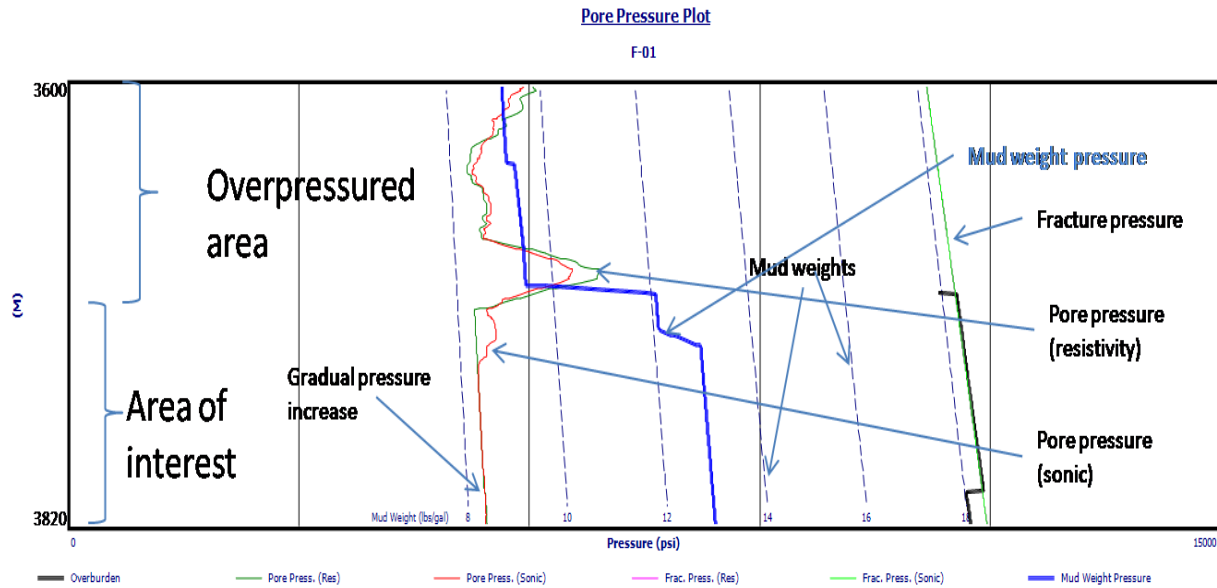 Pore Pressure Plot
F-01
3600
Overpressured
area
Mud weight pressure
Fracture pressure
Mud weights
(M)
Pore pressure
(resistivity)
Gradual pressure
increase
Area of
interest
Pore pressure
(sonic)
3820
Mud Weight (lbs/gal) 8 10 12 14 16 18
0 Pressure (psi) 15000
Overburden Pore Press. (Res) Pore Press. (Sonic) Frac. Press. (Res) Frac. Press. (Sonic) Mud Weight Pressure